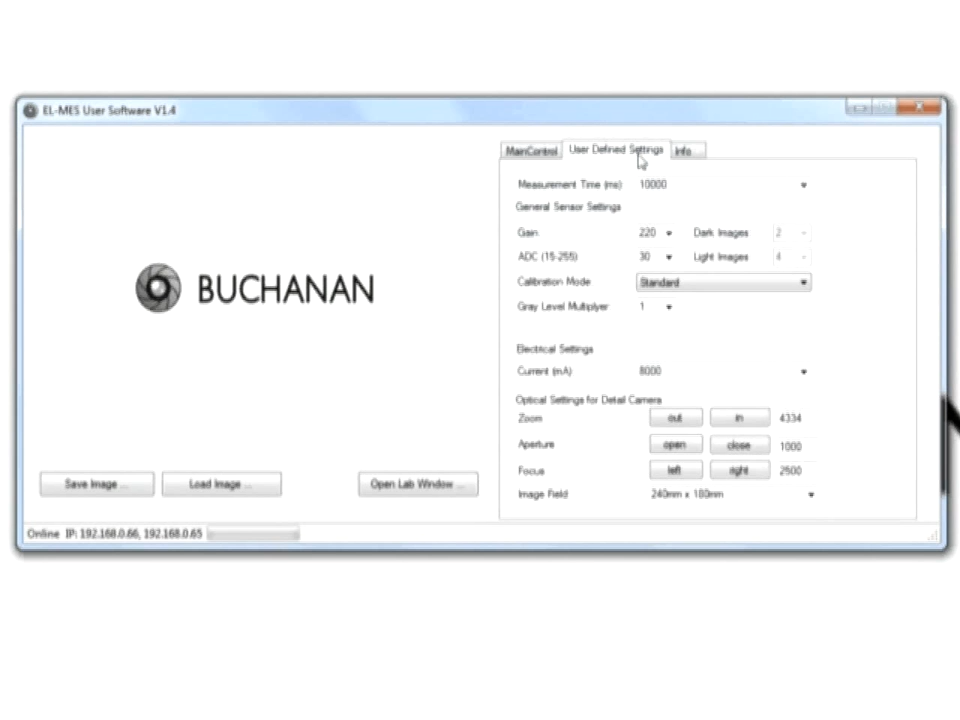 EL-MES User Software V1.4
MainControl User Defined Settings Info
Measurement Time (ms) 10000
General Sensor Settings
Gain 220 Dark Images 2
ADC (15-255) 30 Light Images 4
Calibration Mode Standard
Gray Level Multiplyer 1
BUCHANAN
Electrical Settings
Current (mA) 8000
Optical Settings for Detail Camera
Zoom out in 4334
Aperture open close 1000
Focus left right 2500
Image Field 240mm x 180mm
Save Image ... Load Image ... Open Lab Window ...
Online IP: 192.168.0.66, 192.168.0.65